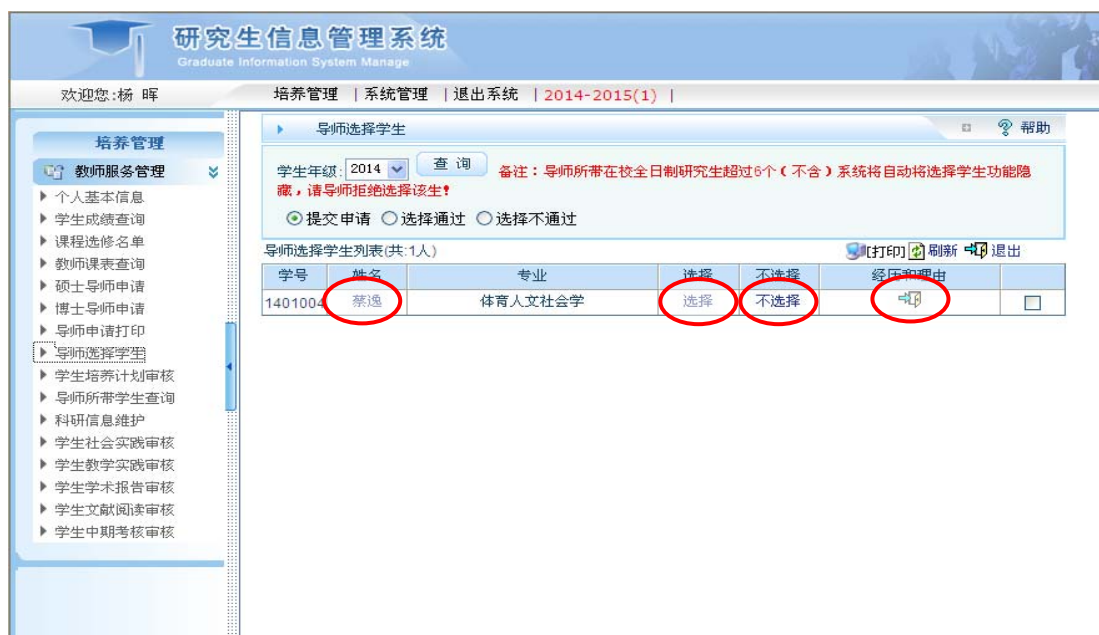 研究生信息管理系统
Graduate Information System Manage
欢迎您:杨 晖
培养管理 |系统管理 |退出系统 |2014-2015(1) |
培养管理
教师服务管理
个人基本信息
学生成绩查询
课程选修名单
教师课表查询
硕士导师申请
博士导师申请
导师申请打印
导师选择学生
学生培养计划审核
导师所带学生查询
科研信息维护
学生社会实践审核
学生教学实践审核
学生学术报告审核
学生文献阅读审核
学生中期考核审核
导师选择学生 帮助
学生年级: 2014 查 询 备注：导师所带在校全日制研究生超过6个（不含）系统将自动将选择学生功能隐
藏，请导师拒绝选择该生!
提交申请 选择通过 选择不通过
导师选择学生列表(共:1人) [打印] 刷新 退出
学号 姓名 专业 选择 不选择 经历和理由
1401004 蔡逸 体育人文社会学 选择 不选择